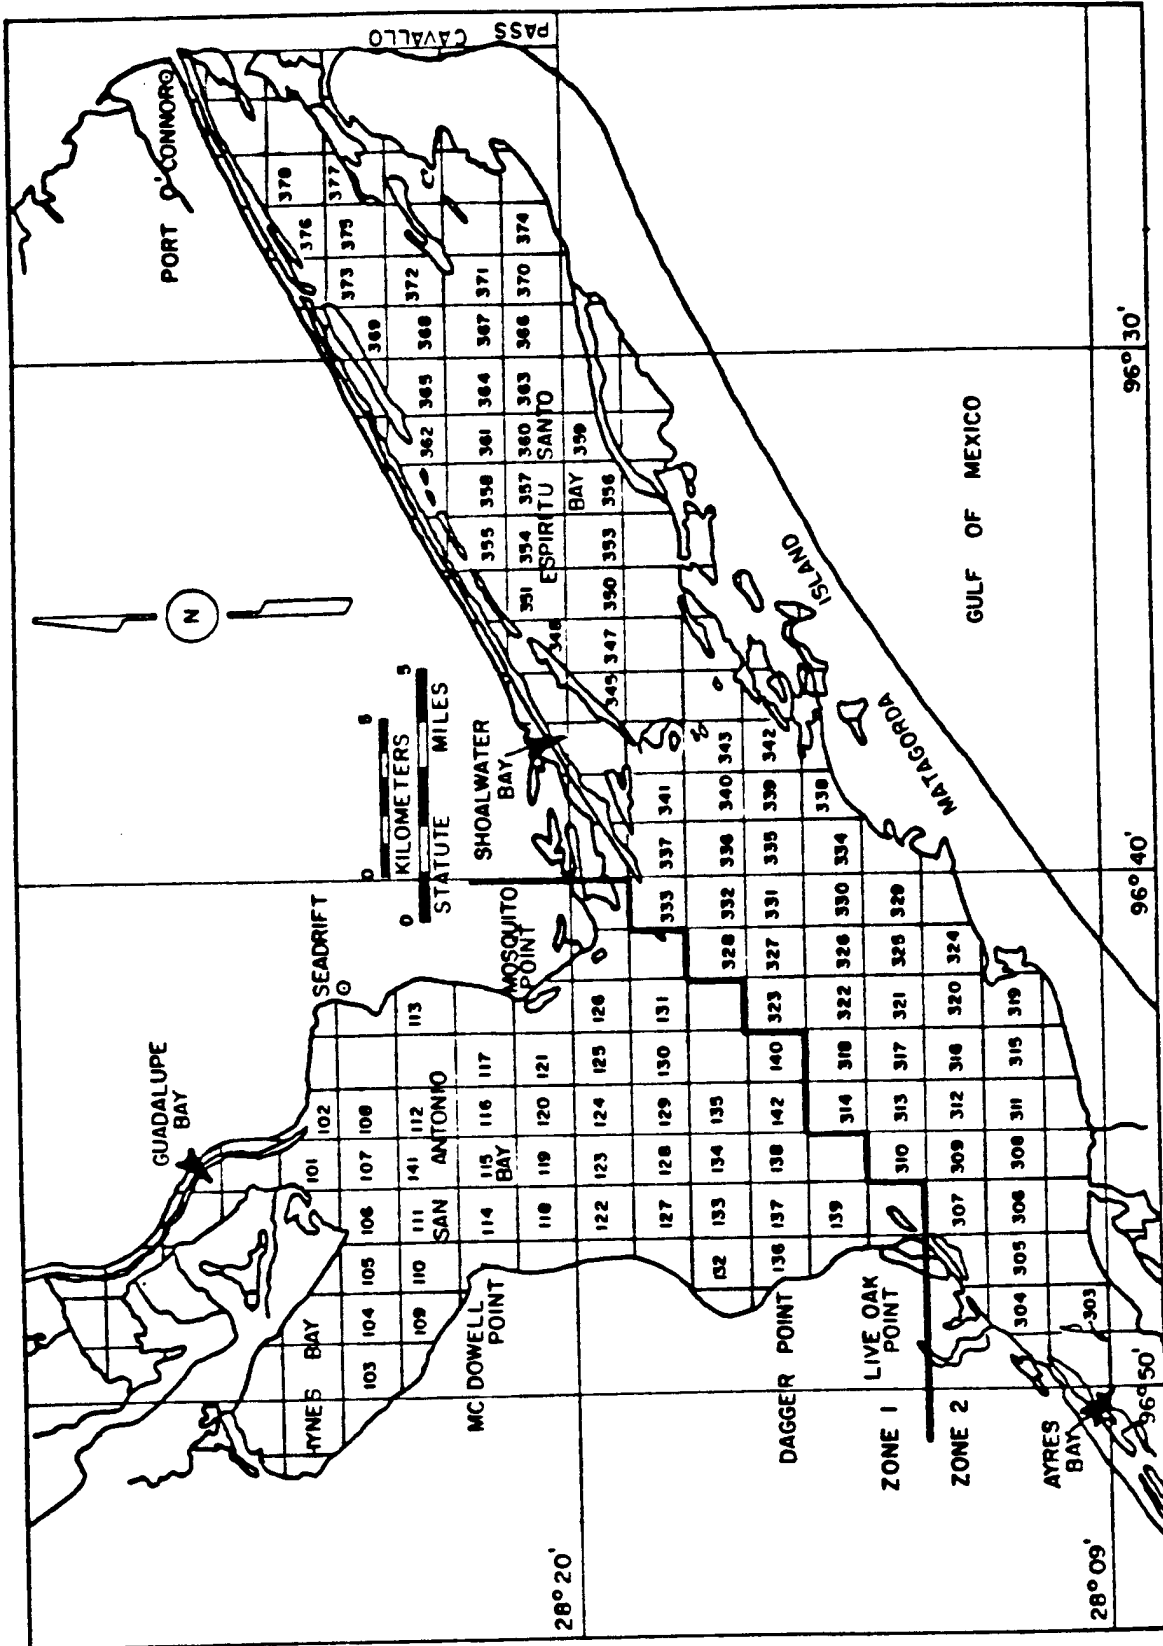 PORT O'CONNOR
PASS CAVALLO
GUADALUPE
BAY
N
SEADRIFT
HYNES BAY
378
101 102 376
377
373 375
103 104 105 106 107 108
369
0 5
KILOMETERS
0 5
STATUTE MILES
109 110 111 141 112 113
362 365 368 372
SAN ANTONIO
BAY
MC DOWELL
POINT
114 115 116 117
SHOALWATER
BAY
355 358 361 364 367 371
MOSQUITO
POINT
118 119 120 121
351 354 357 360 363 366 370 374
ESPIRITU SANTO
BAY
348
359
28° 20'
122 123 124 125 126
345 347 350 353 356
127 128 129 130 131 333 337 341
132 133 134 135 328 332 336 340 343
136 137 138 142 140 323 327 331 335 339 342
DAGGER POINT
139 314 318 322 326 330 334 338
MATAGORDA ISLAND
LIVE OAK
POINT
ZONE 1
310 313 317 321 325 329
ZONE 2
307 309 312 316 320 324
GULF OF MEXICO
304 305 306 308 311 315 319
AYRES
BAY
303
28° 09'
96° 50'
96° 40'
96° 30'